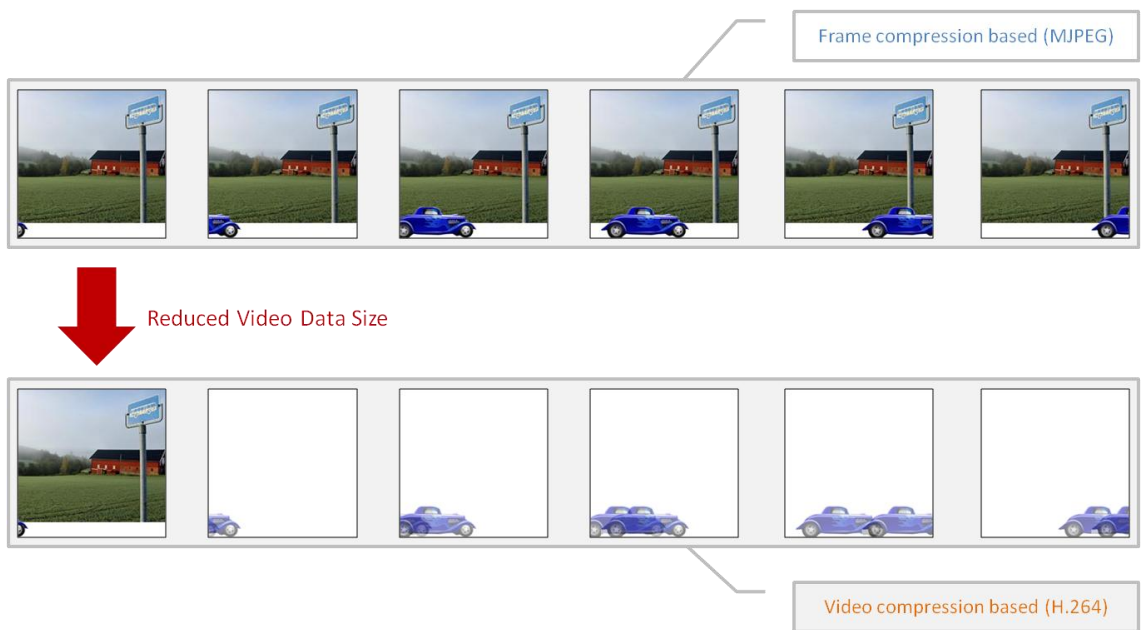 Frame compression based (MJPEG)
Reduced Video Data Size
Video compression based (H.264)